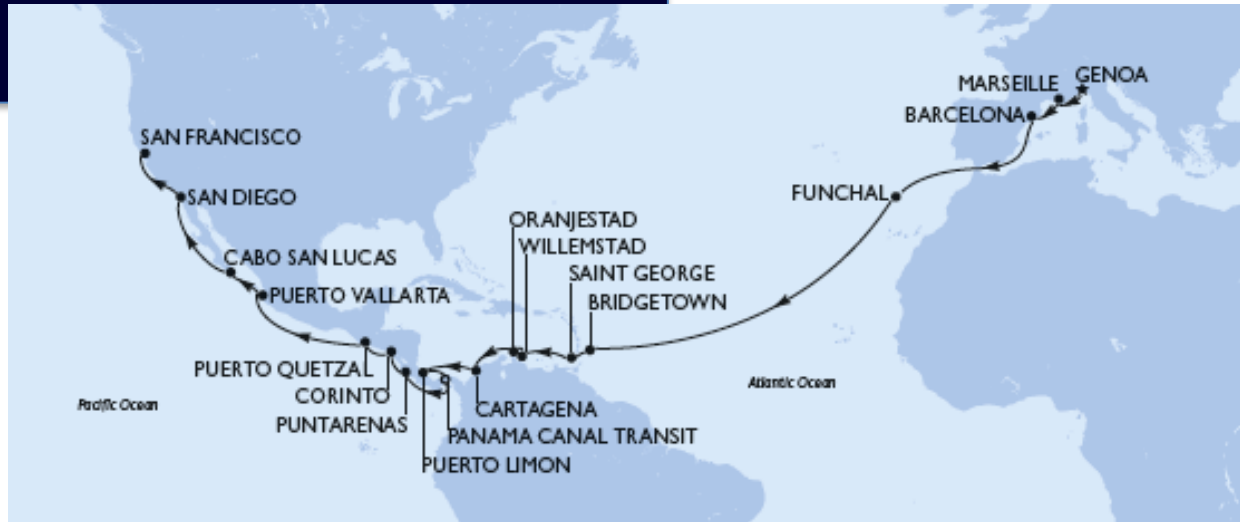 GENOA
MARSEILLE
BARCELONA
SAN FRANCISCO
SAN DIEGO
FUNCHAL
ORANJESTAD
WILLEMSTAD
CABO SAN LUCAS
SAINT GEORGE
PUERTO VALLARTA
BRIDGETOWN
PUERTO QUETZAL
Atlantic Ocean
CORINTO
Pacific Ocean
CARTAGENA
PUNTARENAS
PANAMA CANAL TRANSIT
PUERTO LIMON